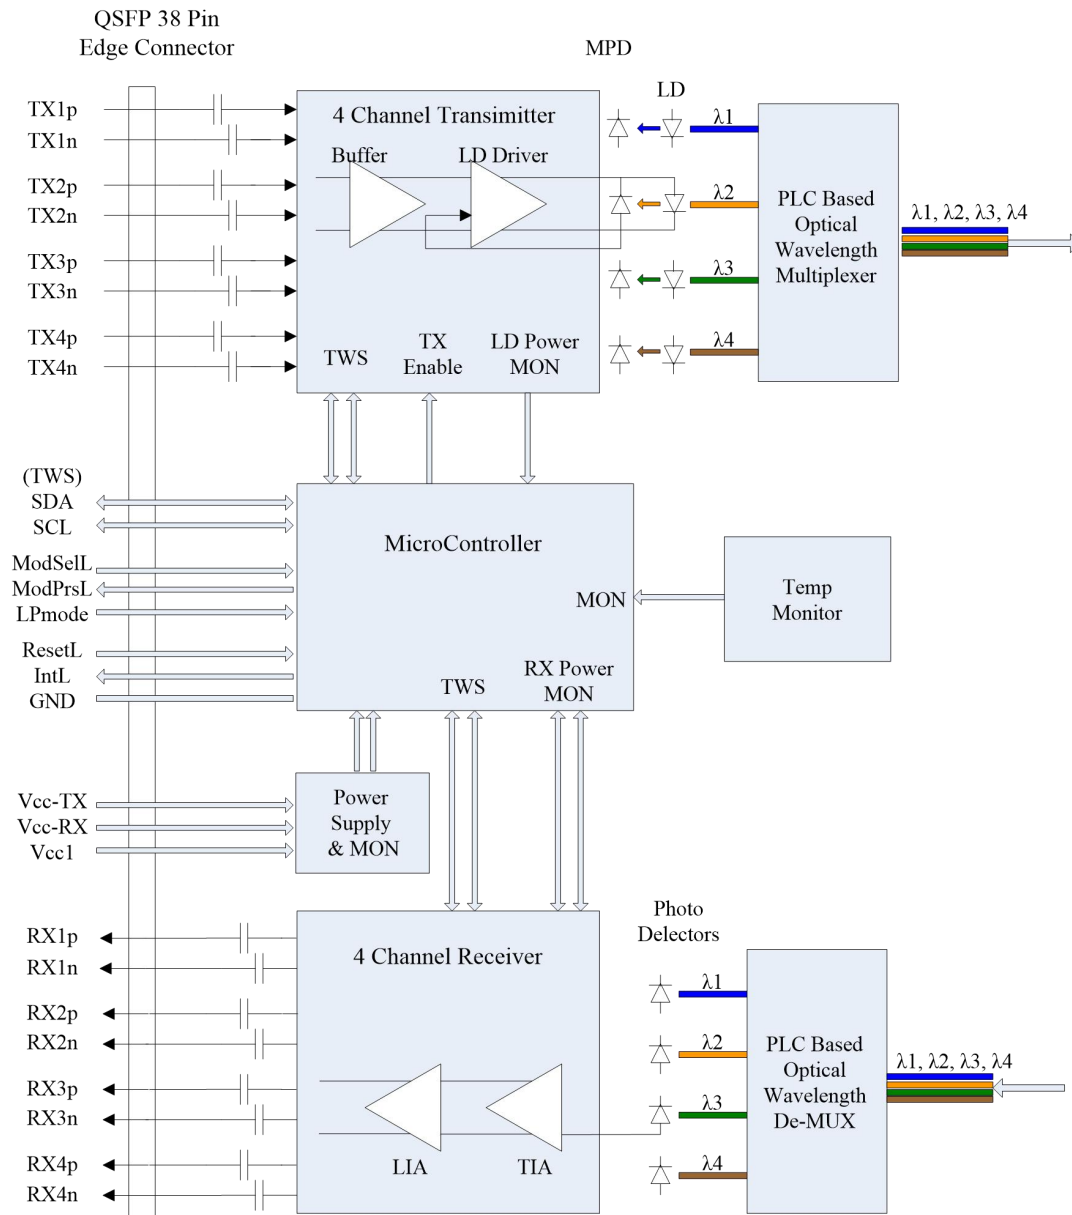 QSFP 38 Pin
Edge Connector
MPD
LD
TX1p
TX1n
TX2p
TX2n
TX3p
TX3n
TX4p
TX4n
4 Channel Transimitter
Buffer
LD Driver
TWS
TX
Enable
LD Power
MON
λ1
λ2
λ3
λ4
PLC Based
Optical
Wavelength
Multiplexer
λ1, λ2, λ3, λ4
(TWS)
SDA
SCL
ModSelL
ModPrsL
LPmode
ResetL
IntL
GND
MicroController
MON
TWS
RX Power
MON
Temp
Monitor
Vcc-TX
Vcc-RX
Vcc1
Power
Supply
& MON
RX1p
RX1n
RX2p
RX2n
RX3p
RX3n
RX4p
RX4n
4 Channel Receiver
LIA
TIA
Photo
Delectors
λ1
λ2
λ3
λ4
PLC Based
Optical
Wavelength
De-MUX
λ1, λ2, λ3, λ4